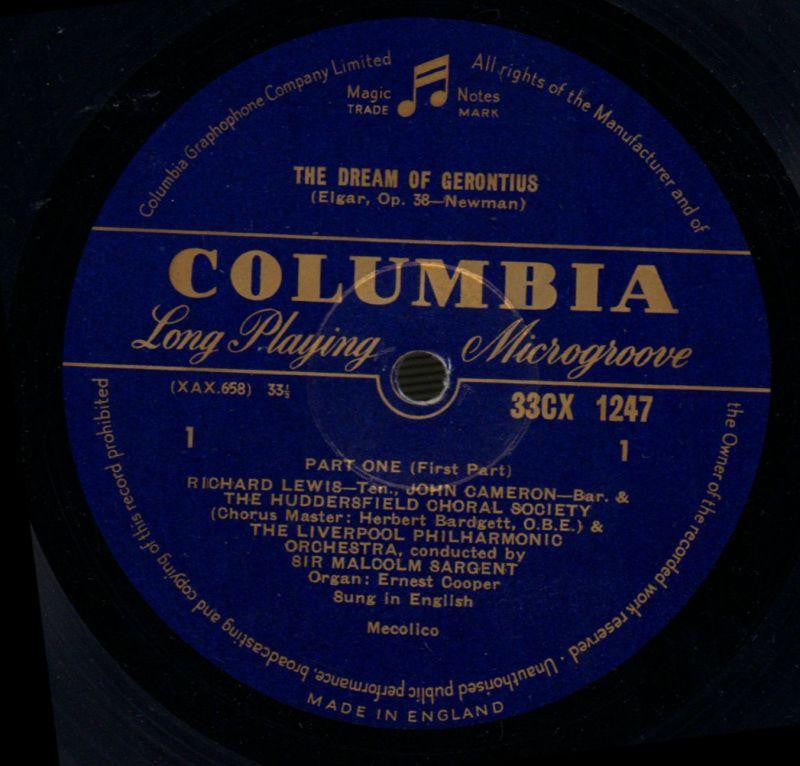 Columbia Graphophone Company Limited
All rights of the Manufacturer and of
the Owner of the recorded work reserved · Unauthorised public performance, broadcasting and copying of this record prohibited
Magic Notes
TRADE MARK
THE DREAM OF GERONTIUS
(Elgar, Op. 38—Newman)
COLUMBIA
Long Playing Microgroove
(XAX.658) 33⅓
33CX 1247
1 1
PART ONE (First Part)
RICHARD LEWIS—Ten., JOHN CAMERON—Bar. &
THE HUDDERSFIELD CHORAL SOCIETY
(Chorus Master: Herbert Bardgett, O.B.E.) &
THE LIVERPOOL PHILHARMONIC
ORCHESTRA, conducted by
SIR MALCOLM SARGENT
Organ: Ernest Cooper
Sung in English
Mecolico
MADE IN ENGLAND